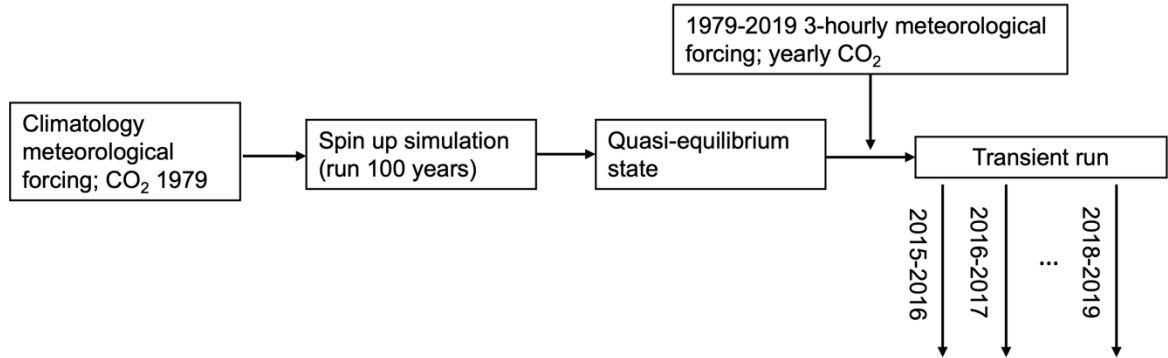 1979-2019 3-hourly meteorological
forcing; yearly CO₂
Climatology
meteorological
forcing; CO₂ 1979
Spin up simulation
(run 100 years)
Quasi-equilibrium
state
Transient run
2015-2016
2016-2017
...
2018-2019